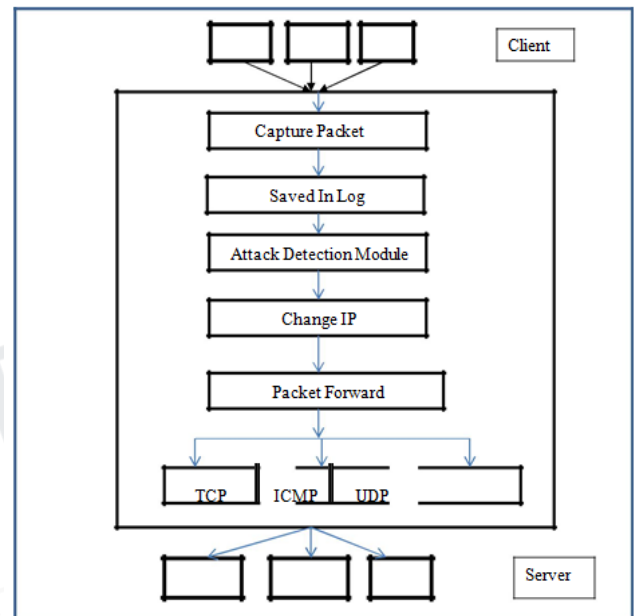 Client
Capture Packet
Saved In Log
Attack Detection Module
Change IP
Packet Forward
TCP ICMP UDP
Server